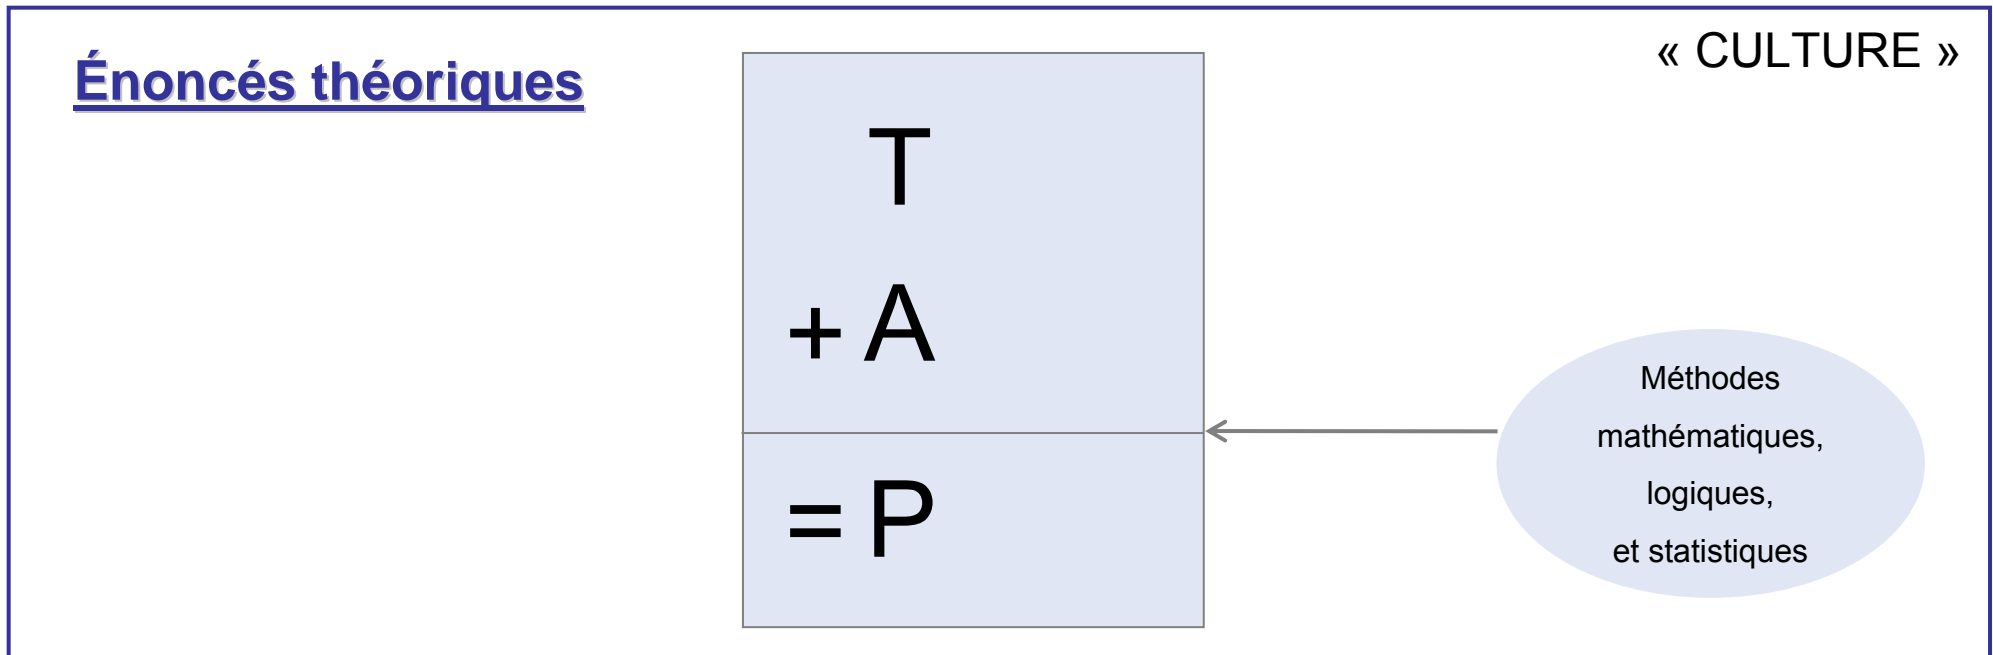 Énoncés théoriques
« CULTURE »
T
+ A
= P
Méthodes
mathématiques,
logiques,
et statistiques